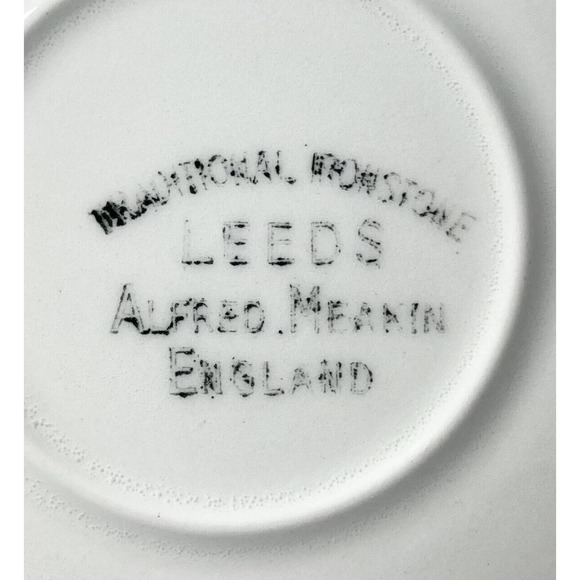 TRADITIONAL IRONSTONE
LEEDS
ALFRED. MEAKIN
ENGLAND